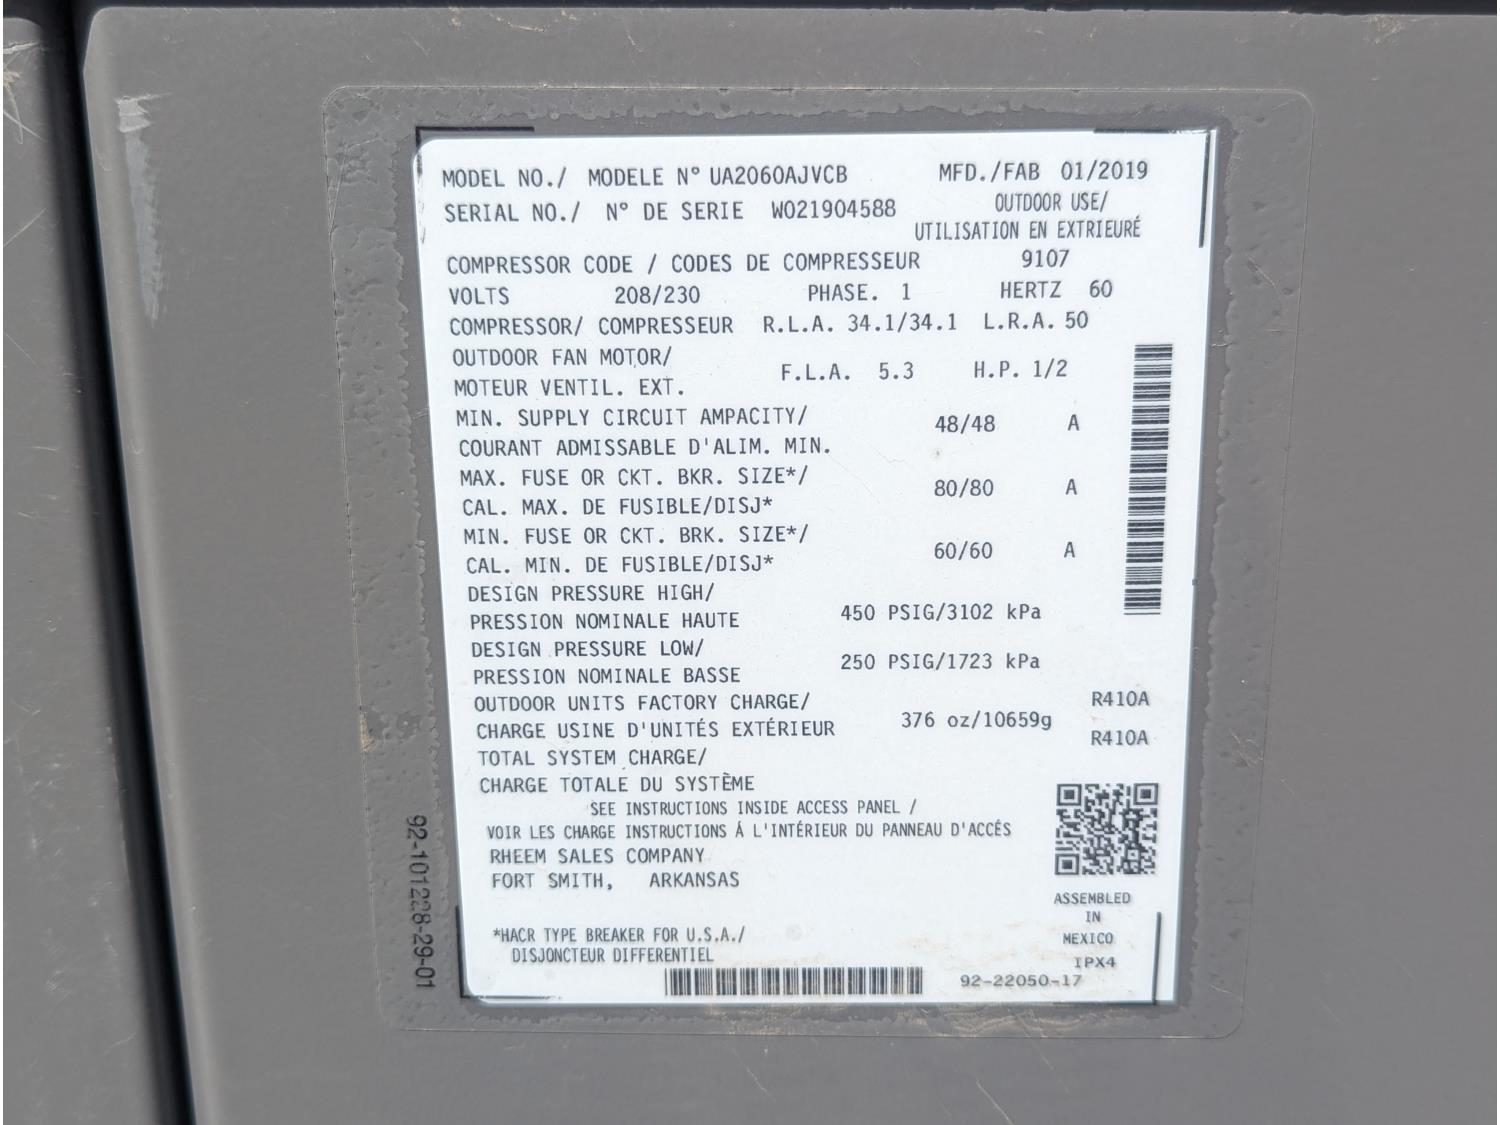 MODEL NO./ MODELE N° UA2060AJVCB MFD./FAB 01/2019
SERIAL NO./ N° DE SERIE W021904588 OUTDOOR USE/
UTILISATION EN EXTRIEURÉ
COMPRESSOR CODE / CODES DE COMPRESSEUR 9107
VOLTS 208/230 PHASE. 1 HERTZ 60
COMPRESSOR/ COMPRESSEUR R.L.A. 34.1/34.1 L.R.A. 50
OUTDOOR FAN MOTOR/
MOTEUR VENTIL. EXT. F.L.A. 5.3 H.P. 1/2
MIN. SUPPLY CIRCUIT AMPACITY/
COURANT ADMISSABLE D'ALIM. MIN. 48/48 A
MAX. FUSE OR CKT. BKR. SIZE*/
CAL. MAX. DE FUSIBLE/DISJ* 80/80 A
MIN. FUSE OR CKT. BRK. SIZE*/
CAL. MIN. DE FUSIBLE/DISJ* 60/60 A
DESIGN PRESSURE HIGH/
PRESSION NOMINALE HAUTE 450 PSIG/3102 kPa
DESIGN PRESSURE LOW/
PRESSION NOMINALE BASSE 250 PSIG/1723 kPa
OUTDOOR UNITS FACTORY CHARGE/ R410A
CHARGE USINE D'UNITÉS EXTÉRIEUR 376 oz/10659g
R410A
TOTAL SYSTEM CHARGE/
CHARGE TOTALE DU SYSTÈME
SEE INSTRUCTIONS INSIDE ACCESS PANEL /
VOIR LES CHARGE INSTRUCTIONS Á L'INTÉRIEUR DU PANNEAU D'ACCÉS
RHEEM SALES COMPANY
FORT SMITH, ARKANSAS
ASSEMBLED
IN
MEXICO
IPX4
*HACR TYPE BREAKER FOR U.S.A./
DISJONCTEUR DIFFERENTIEL
92-22050-17
92-101228-29-01